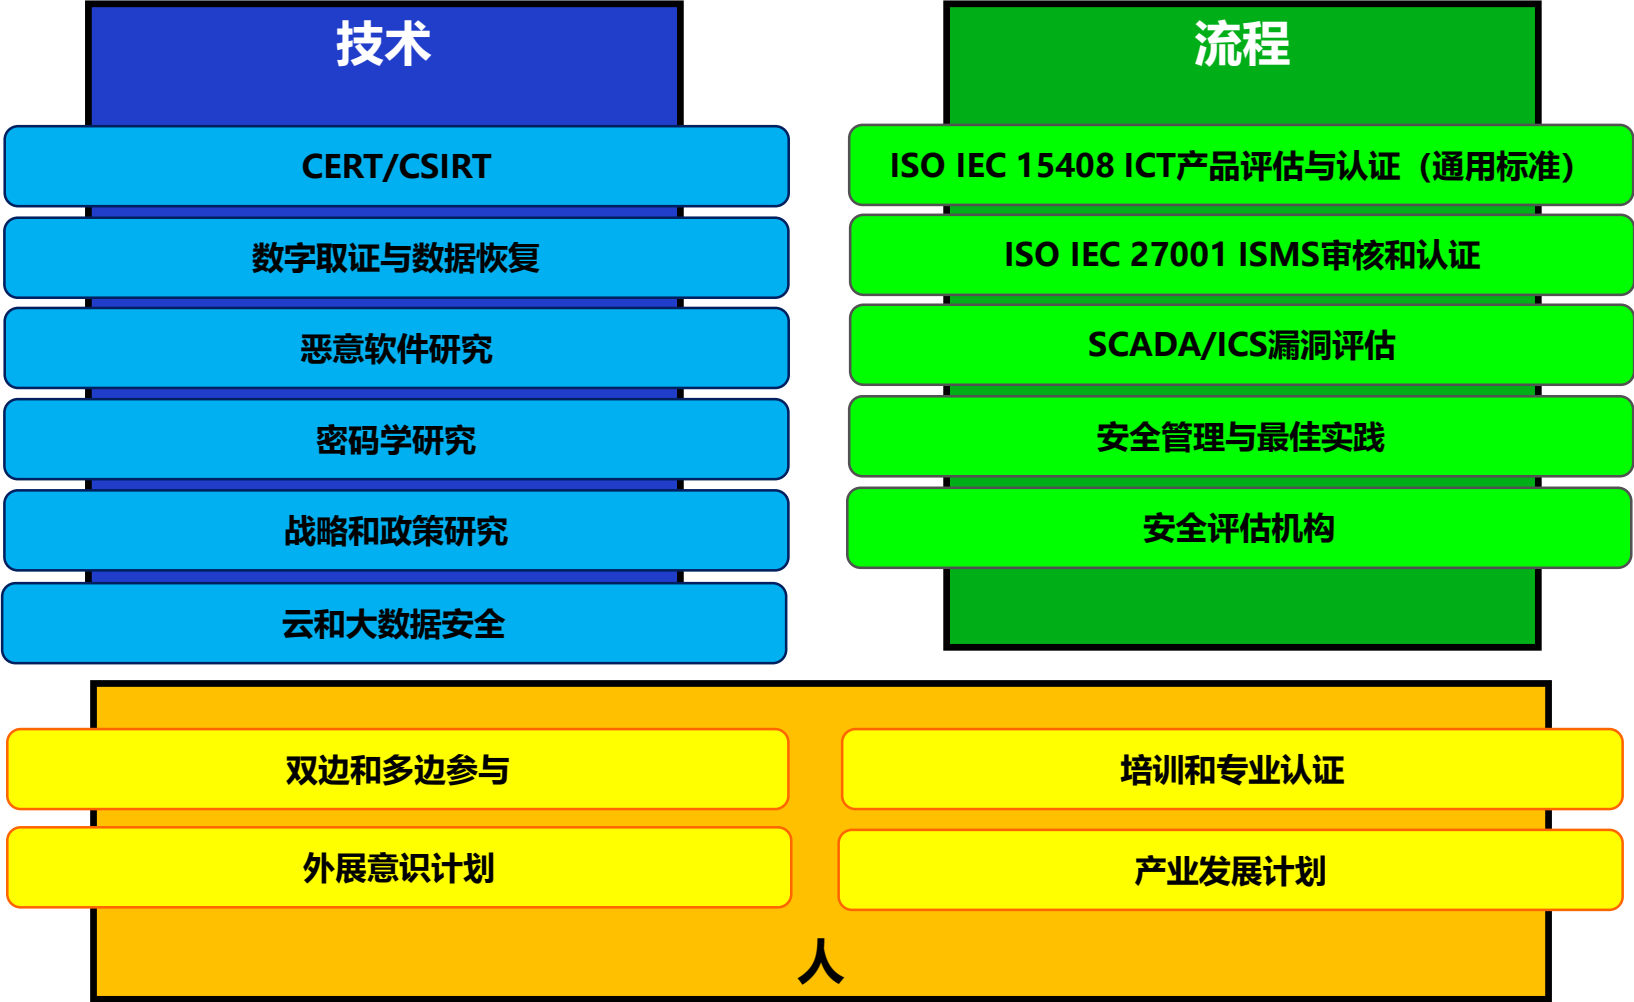 技术
CERT/CSIRT
数字取证与数据恢复
恶意软件研究
密码学研究
战略和政策研究
云和大数据安全
流程
ISO IEC 15408 ICT产品评估与认证（通用标准）
ISO IEC 27001 ISMS审核和认证
SCADA/ICS漏洞评估
安全管理与最佳实践
安全评估机构
双边和多边参与
培训和专业认证
外展意识计划
产业发展计划
人